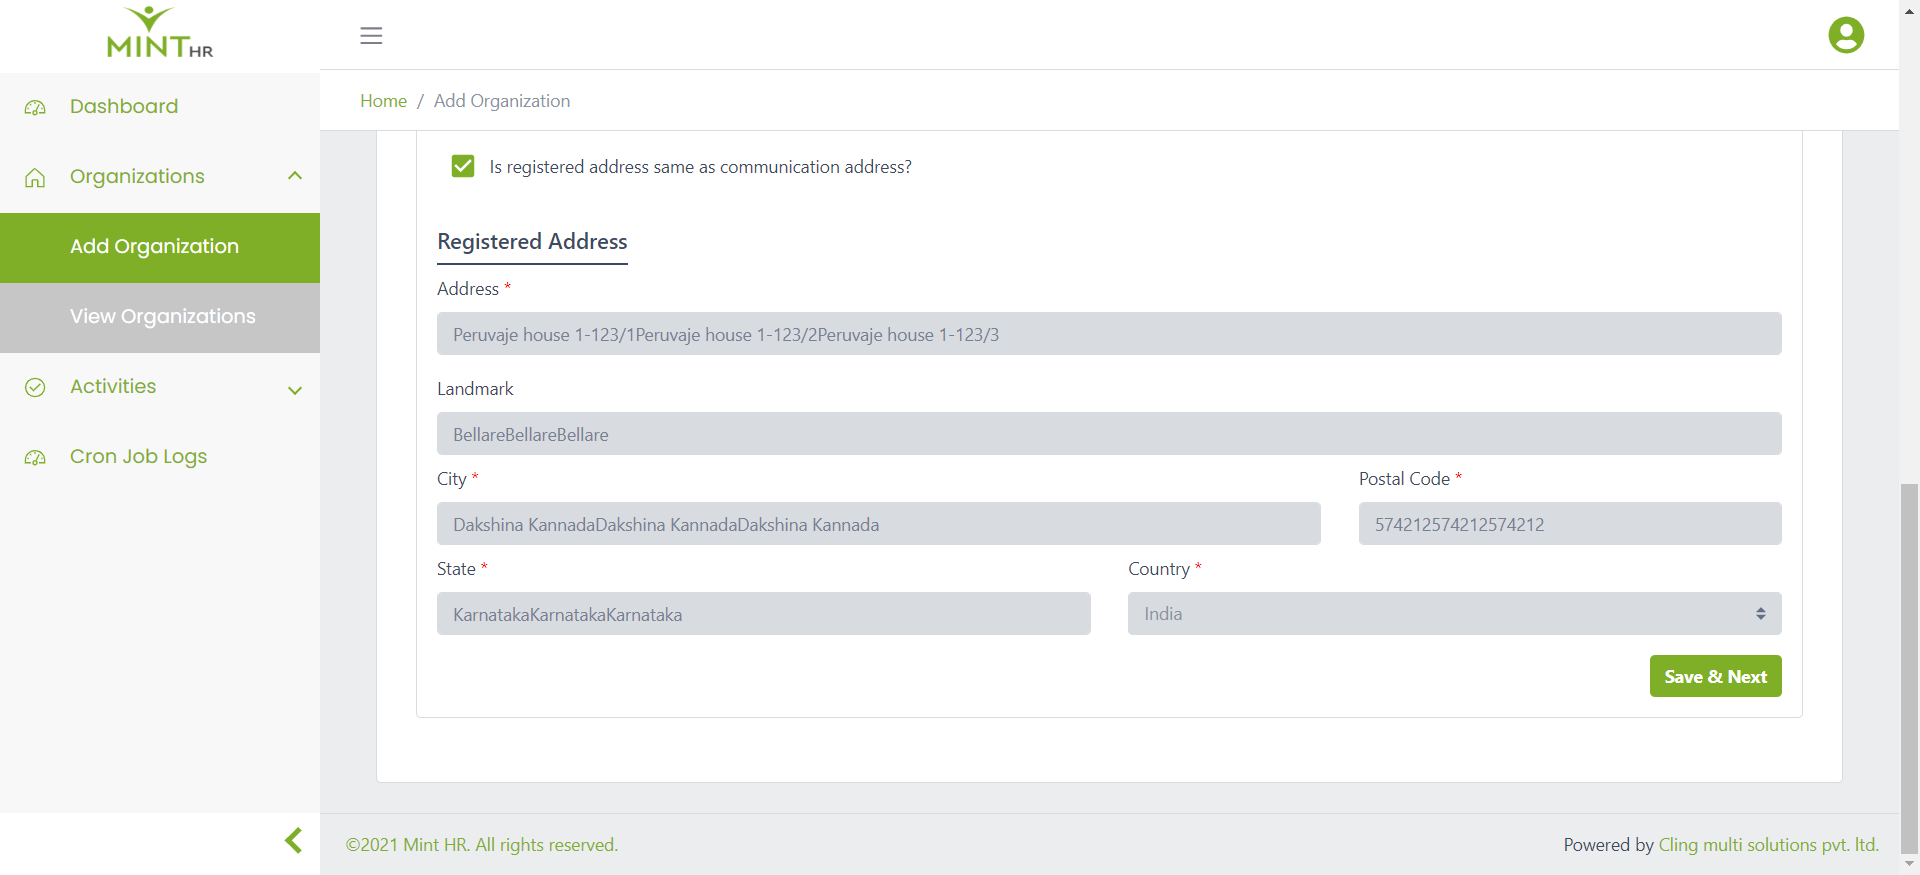 MINT HR
Dashboard
Organizations
Add Organization
View Organizations
Activities
Cron Job Logs
Home / Add Organization
Is registered address same as communication address?
Registered Address
Address *
Peruvaje house 1-123/1Peruvaje house 1-123/2Peruvaje house 1-123/3
Landmark
BellareBellareBellare
City *
Postal Code *
Dakshina KannadaDakshina KannadaDakshina Kannada
574212574212574212
State *
Country *
KarnatakaKarnatakaKarnataka
India
Save & Next
©2021 Mint HR. All rights reserved.
Powered by Cling multi solutions pvt. ltd.